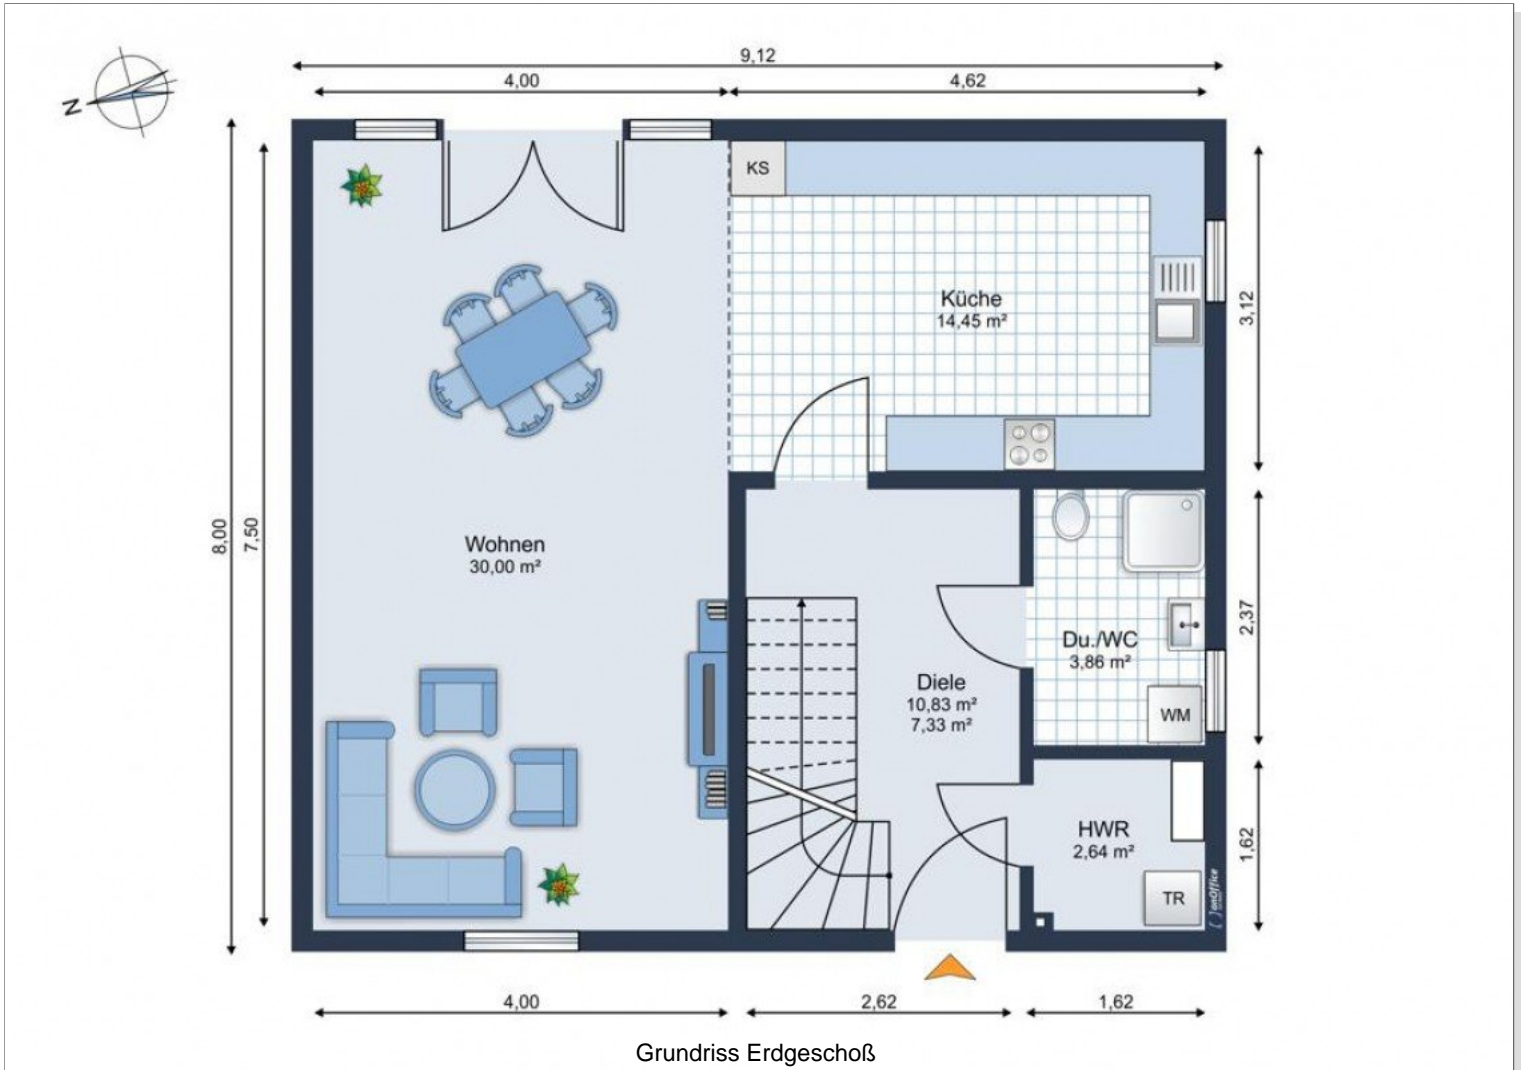 9,12
4,00
4,62
N
KS
Küche
14,45 m²
3,12
8,00
7,50
Wohnen
30,00 m²
Du./WC
3,86 m²
2,37
Diele
10,83 m²
7,33 m²
WM
HWR
2,64 m²
1,62
TR
onOffice
4,00
2,62
1,62
Grundriss Erdgeschoß